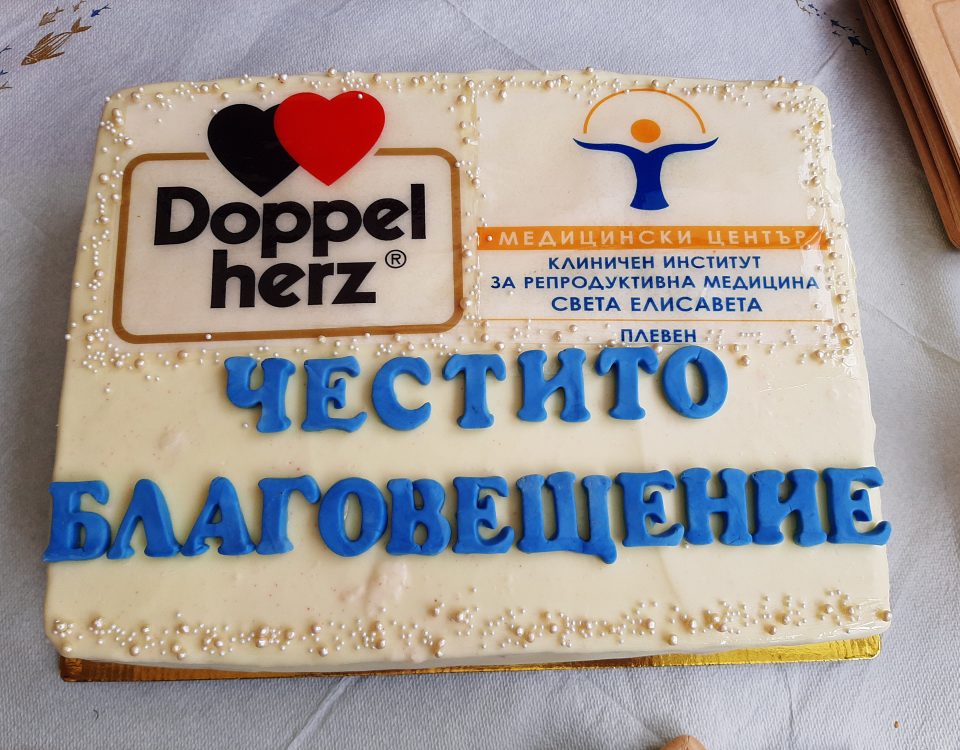 Doppel
herz®
МЕДИЦИНСКИ ЦЕНТЪР
КЛИНИЧЕН ИНСТИТУТ
ЗА РЕПРОДУКТИВНА МЕДИЦИНА
СВЕТА ЕЛИСАВЕТА
ПЛЕВЕН
ЧЕСТИТО
БЛАГОВЕЩЕНИЕ